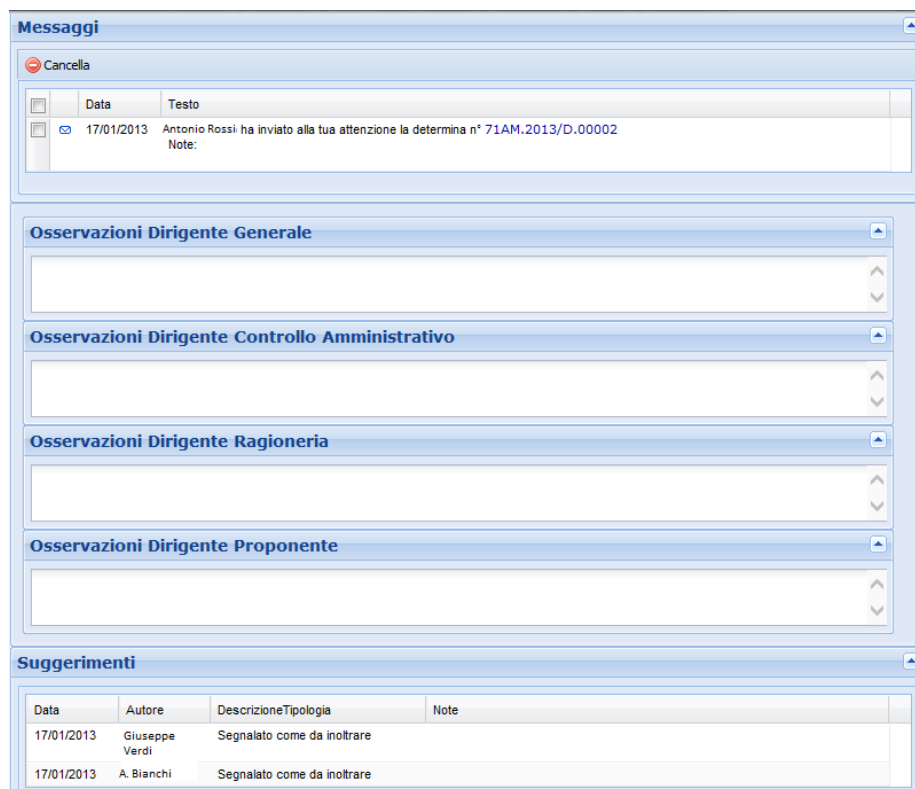 Messaggi
Cancella
Data Testo
17/01/2013 Antonio Rossi ha inviato alla tua attenzione la determina n° 71AM.2013/D.00002
Note:
Osservazioni Dirigente Generale
Osservazioni Dirigente Controllo Amministrativo
Osservazioni Dirigente Ragioneria
Osservazioni Dirigente Proponente
Suggerimenti
Data Autore DescrizioneTipologia Note
17/01/2013 Giuseppe Segnalato come da inoltrare
Verdi
17/01/2013 A. Bianchi Segnalato come da inoltrare